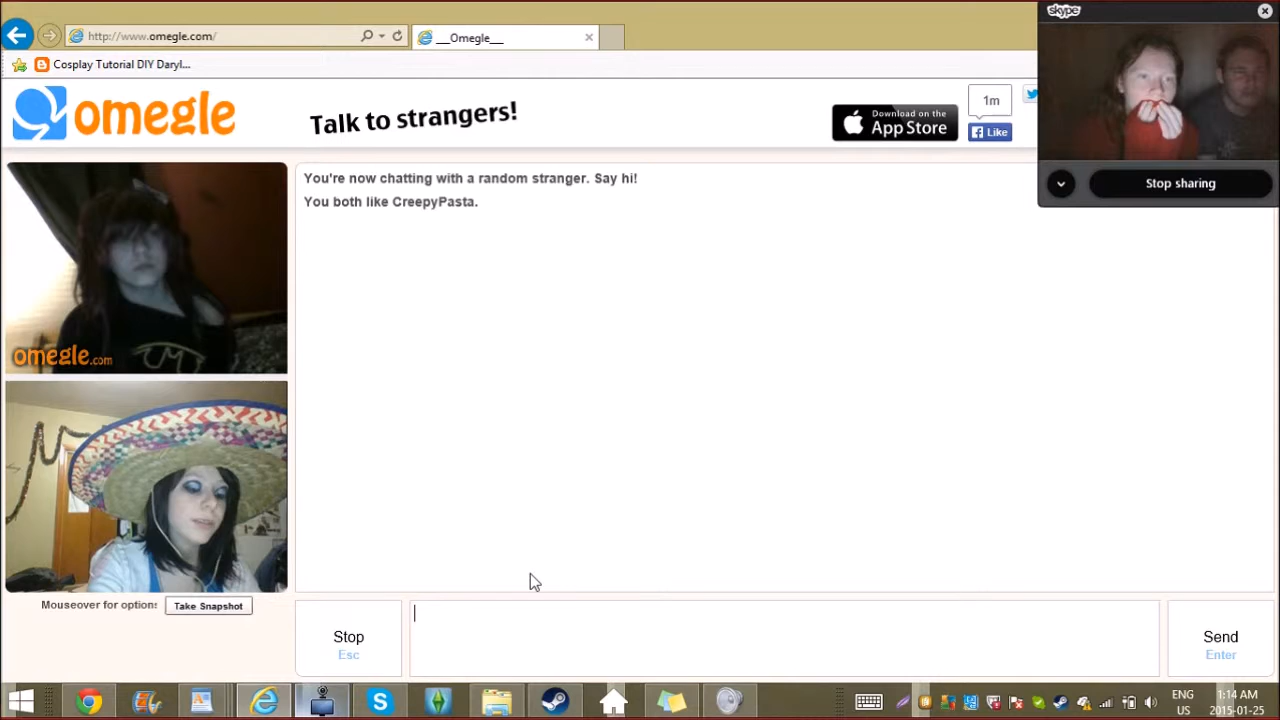 skype
http://www.omegle.com/
__Omegle__
Cosplay Tutorial DIY Daryl...
omegle
Talk to strangers!
Download on the
App Store
1m
Like
Stop sharing
You're now chatting with a random stranger. Say hi!
You both like CreepyPasta.
omegle.com
Mouseover for options
Take Snapshot
Stop
Esc
Send
Enter
ENG
US
1:14 AM
2015-01-25